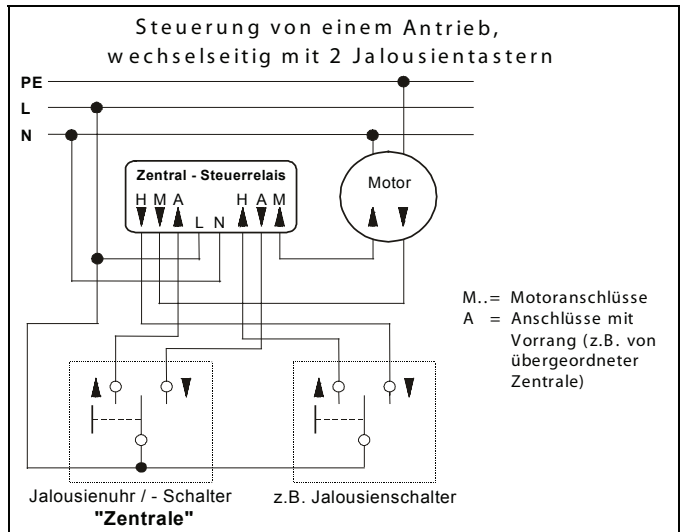 Steuerung von einem Antrieb,
wechselseitig mit 2 Jalousientastern
PE
L
N
Zentral - Steuerrelais
H M A L N H A M
Motor
M..= Motoranschlüsse
A = Anschlüsse mit
Vorrang (z.B. von
übergeordneter
Zentrale)
Jalousienuhr / - Schalter
"Zentrale"
z.B. Jalousienschalter